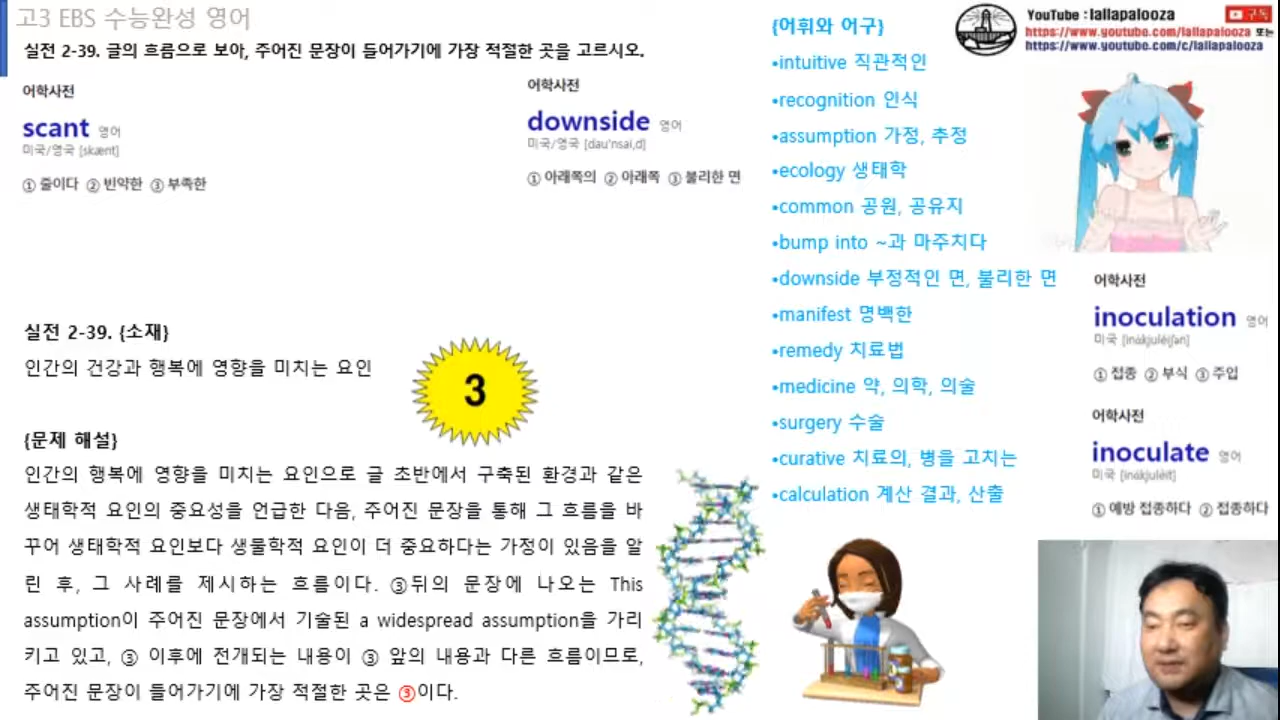 고3 EBS 수능완성 영어
실전 2-39. 글의 흐름으로 보아, 주어진 문장이 들어가기에 가장 적절한 곳을 고르시오.
어학사전
scant 영어
미국/영국 [skænt]
① 줄이다 ② 빈약한 ③ 부족한
어학사전
downside 영어
미국/영국 [dau'nsai,d]
① 아래쪽의 ② 아래쪽 ③ 불리한 면
실전 2-39. {소재}
인간의 건강과 행복에 영향을 미치는 요인
3
{문제 해설}
인간의 행복에 영향을 미치는 요인으로 글 초반에서 구축된 환경과 같은
생태학적 요인의 중요성을 언급한 다음, 주어진 문장을 통해 그 흐름을 바
꾸어 생태학적 요인보다 생물학적 요인이 더 중요하다는 가정이 있음을 알
린 후, 그 사례를 제시하는 흐름이다. ③뒤의 문장에 나오는 This
assumption이 주어진 문장에서 기술된 a widespread assumption을 가리
키고 있고, ③ 이후에 전개되는 내용이 ③ 앞의 내용과 다른 흐름이므로,
주어진 문장이 들어가기에 가장 적절한 곳은 ③이다.
{어휘와 어구}
•intuitive 직관적인
•recognition 인식
•assumption 가정, 추정
•ecology 생태학
•common 공원, 공유지
•bump into ~과 마주치다
•downside 부정적인 면, 불리한 면
•manifest 명백한
•remedy 치료법
•medicine 약, 의학, 의술
•surgery 수술
•curative 치료의, 병을 고치는
•calculation 계산 결과, 산출
YouTube : lallapalooza 구독
https://www.youtube.com/lallapalooza 또는
https://www.youtube.com/c/lallapalooza
어학사전
inoculation 영어
미국 [inάkjuléiʃən]
① 접종 ② 부식 ③ 주입
어학사전
inoculate 영어
미국 [inάkjulèit]
① 예방 접종하다 ② 접종하다